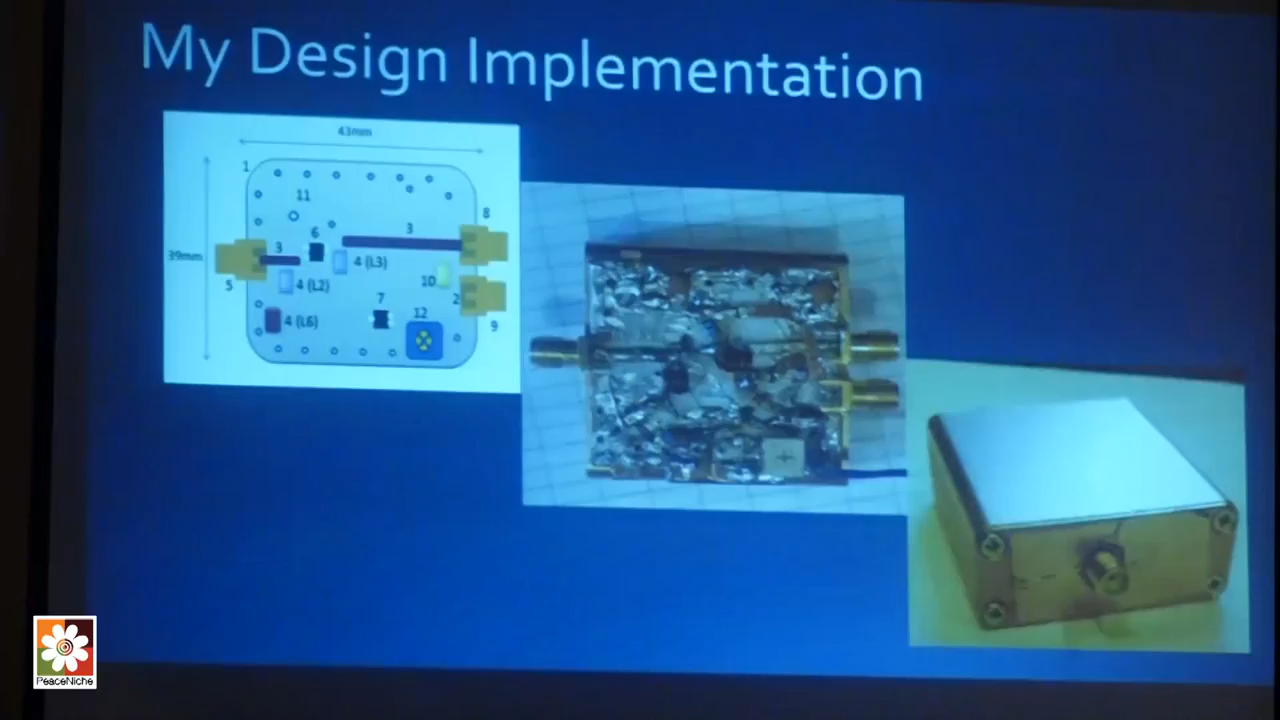 My Design Implementation
43mm
1
11
8
6
3
3
39mm
4 (L3)
5
4 (L2)
10
2
7
12
4 (L6)
9
PeaceNiche